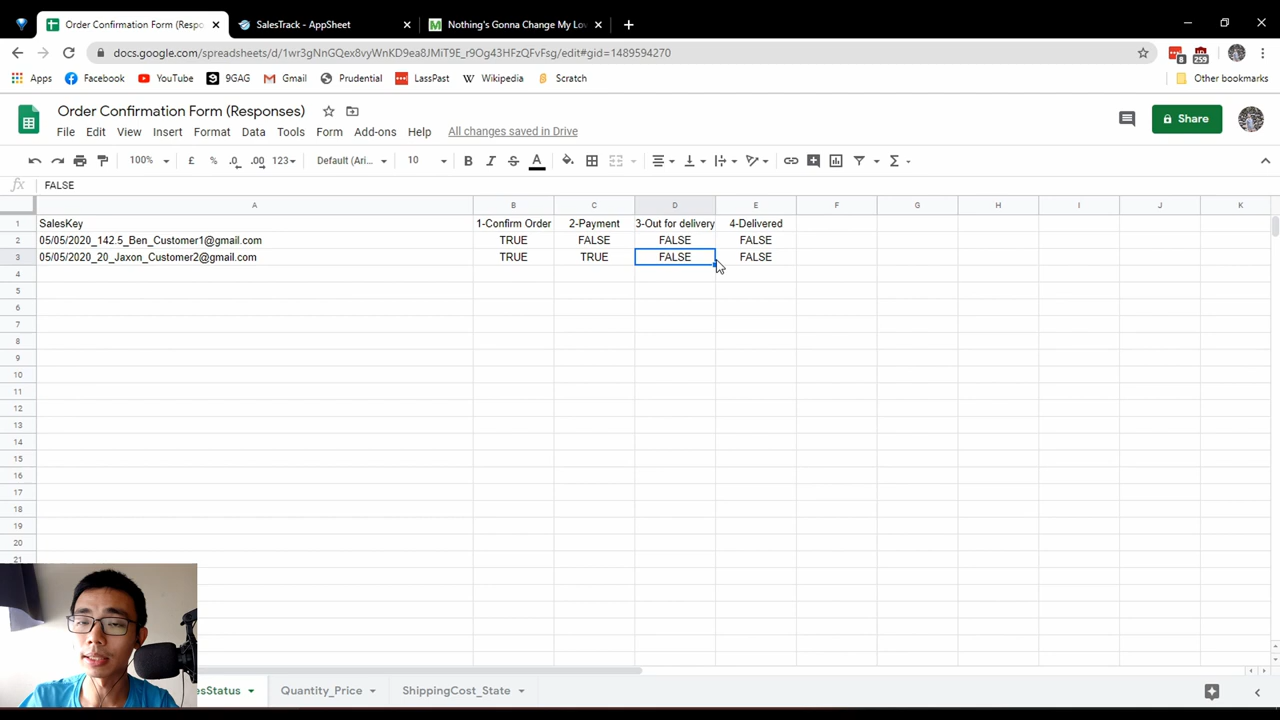 Order Confirmation Form (Respo
SalesTrack - AppSheet
Nothing's Gonna Change My Lo
docs.google.com/spreadsheets/d/1wr3gNnGQex8vyWnKD9ea8JMiT9E_r9Og43HFzQFvFsg/edit#gid=1489594270
8
259
Apps
Facebook
YouTube
9GAG
Gmail
Prudential
LassPast
Wikipedia
Scratch
Other bookmarks
Order Confirmation Form (Responses)
File Edit View Insert Format Data Tools Form Add-ons Help All changes saved in Drive
Share
100% £ % .0 .00 123 Default (Ari... 10 B I S A Σ
fx FALSE
A B C D E F G H I J K
1 SalesKey 1-Confirm Order 2-Payment 3-Out for delivery 4-Delivered
2 05/05/2020_142.5_Ben_Customer1@gmail.com TRUE FALSE FALSE FALSE
3 05/05/2020_20_Jaxon_Customer2@gmail.com TRUE TRUE FALSE FALSE
4
5
6
7
8
9
10
11
12
13
14
15
16
17
18
19
20
21
esStatus Quantity_Price ShippingCost_State